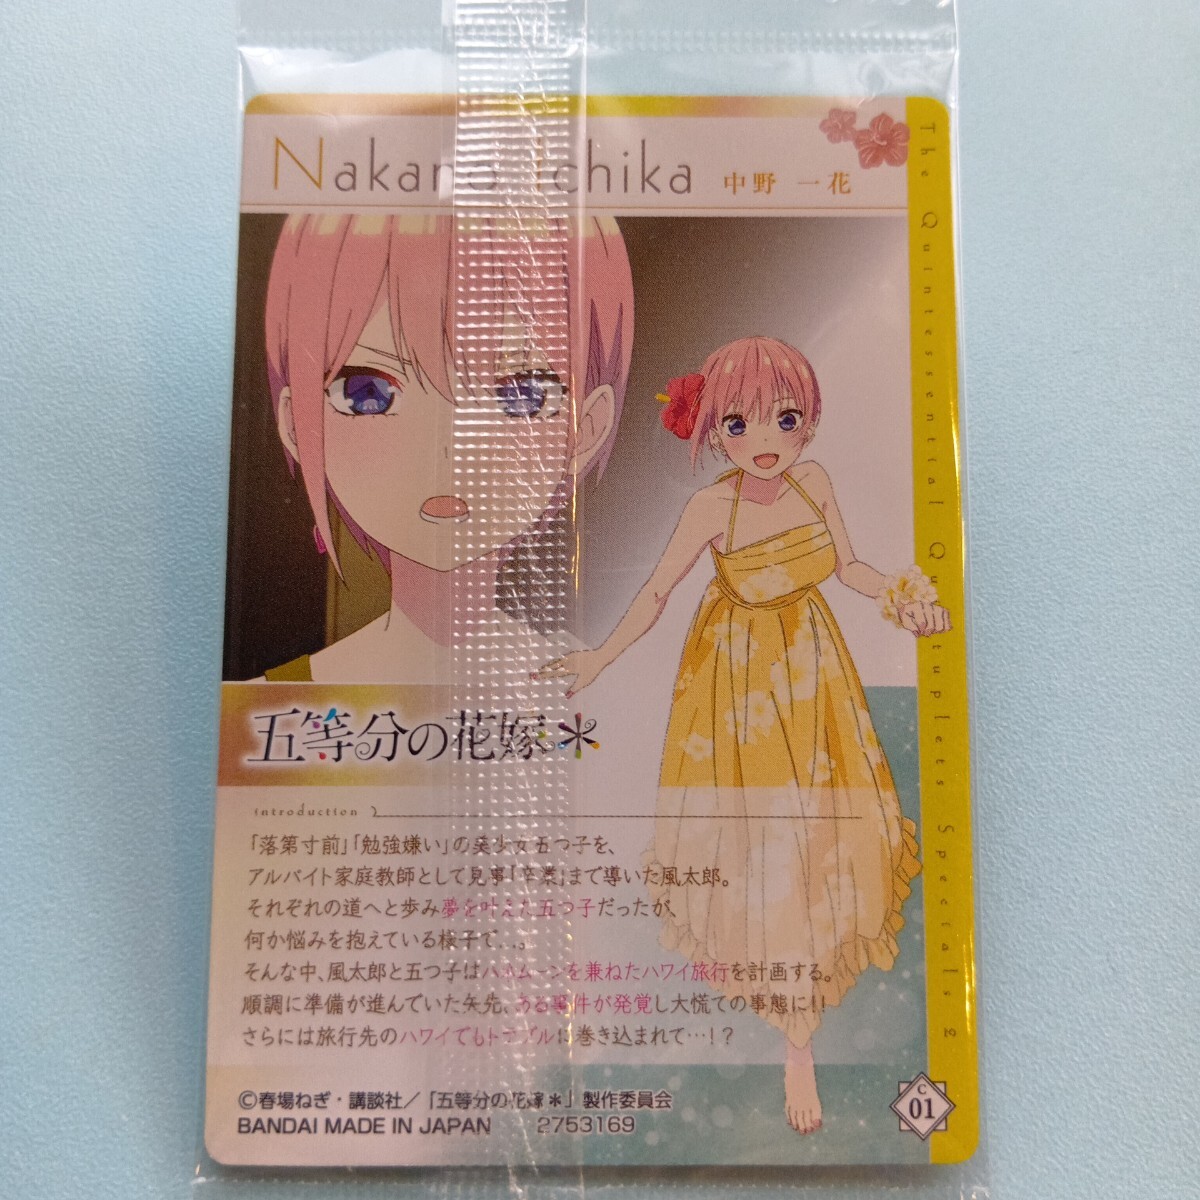 Nakano Ichika 中野 一花
The Quintessential Quintuplets Specials 9
五等分の花嫁＊
introduction
「落第寸前」「勉強嫌い」の美少女五つ子を、
アルバイト家庭教師として見事「卒業」まで導いた風太郎。
それぞれの道へと歩み夢を叶えた五つ子だったが、
何か悩みを抱えている様子で…。
そんな中、風太郎と五つ子はハネムーンを兼ねたハワイ旅行を計画する。
順調に準備が進んでいた矢先、ある事件が発覚し大慌ての事態に!!
さらには旅行先のハワイでもトラブルに巻き込まれて…!?
©春場ねぎ・講談社／「五等分の花嫁＊」製作委員会
BANDAI MADE IN JAPAN 2753169
C
01